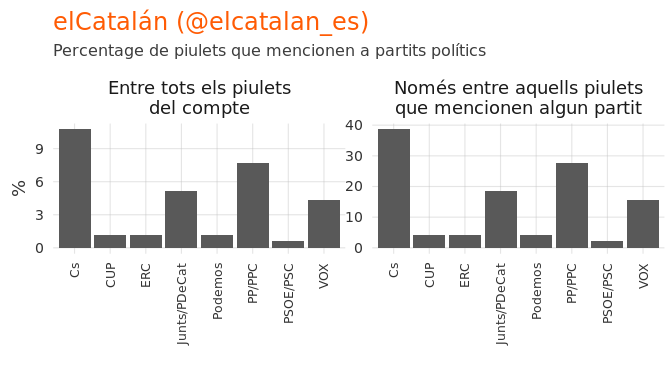 elCatalán (@elcatalan_es)
Percentage de piulets que mencionen a partits polítics
Entre tots els piulets
del compte
%
9
6
3
0
Cs
CUP
ERC
Junts/PDeCat
Podemos
PP/PPC
PSOE/PSC
VOX
Només entre aquells piulets
que mencionen algun partit
40
30
20
10
0
Cs
CUP
ERC
Junts/PDeCat
Podemos
PP/PPC
PSOE/PSC
VOX